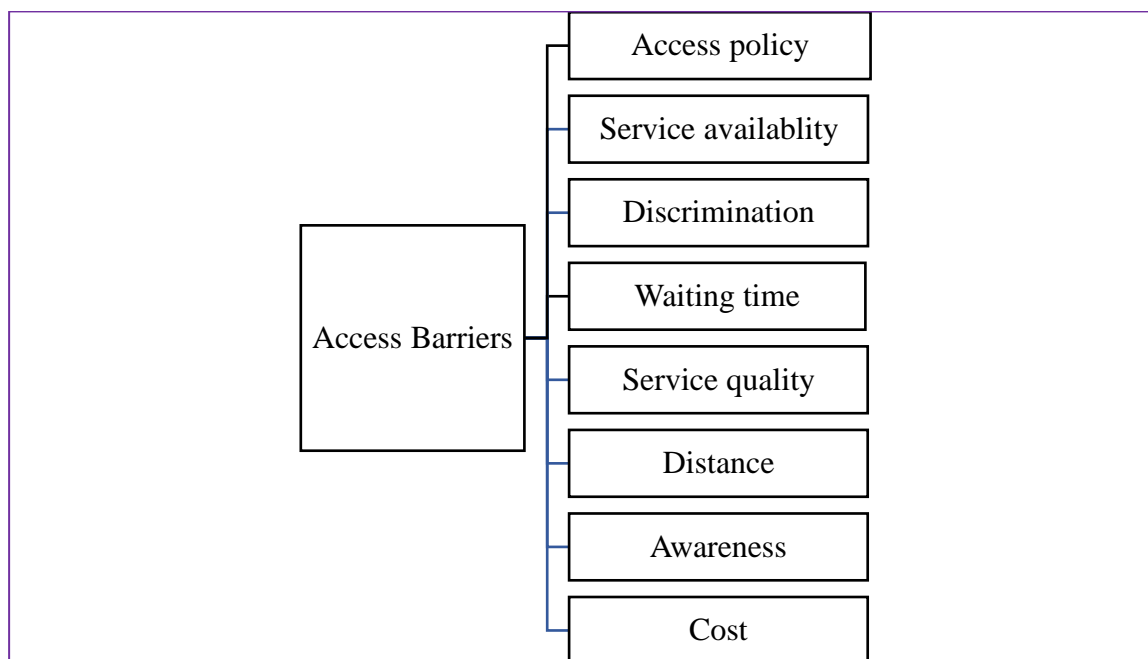 Access policy
Service availablity
Discrimination
Waiting time
Access Barriers
Service quality
Distance
Awareness
Cost